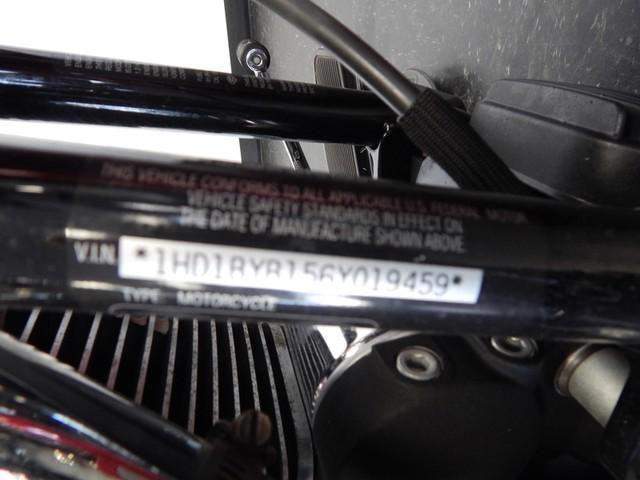 THIS VEHICLE CONFORMS TO ALL APPLICABLE U.S. FEDERAL MOTOR
VEHICLE SAFETY STANDARDS IN EFFECT ON
THE DATE OF MANUFACTURE SHOWN ABOVE.
V.I.N. *1HD1BYB156Y019459*
TYPE MOTORCYCLE